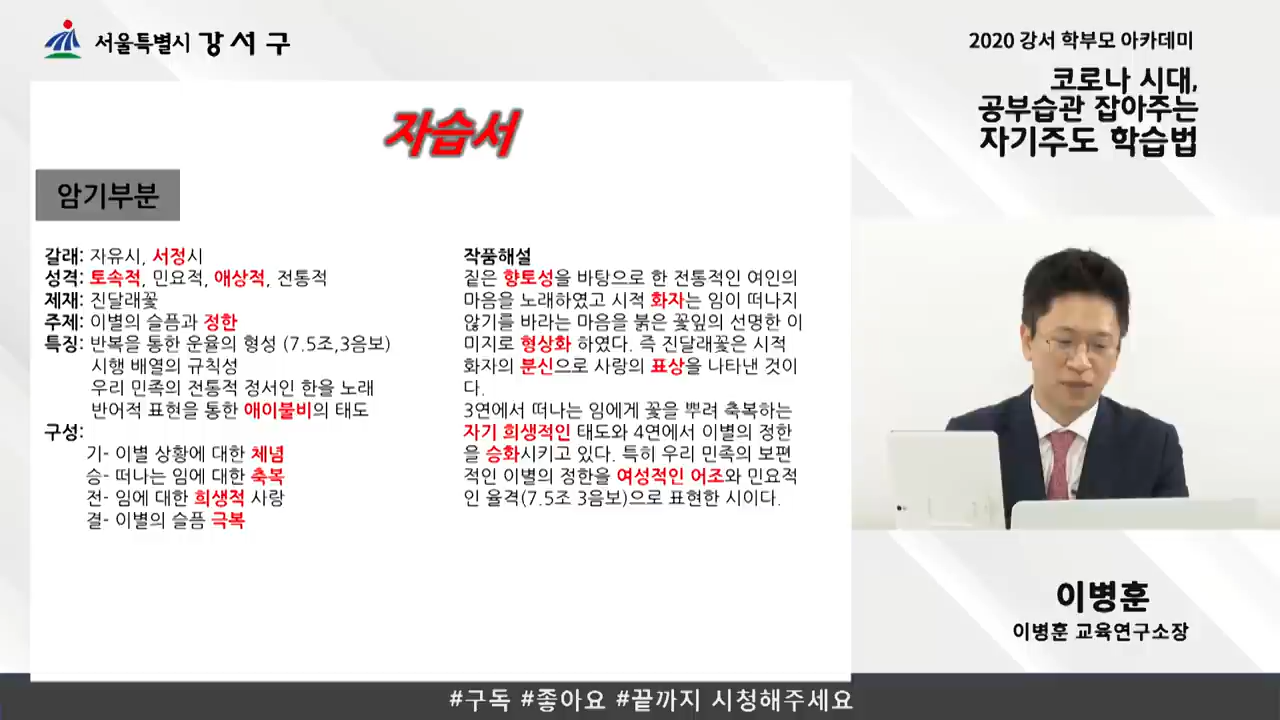 서울특별시 강서구
2020 강서 학부모 아카데미
코로나 시대,
공부습관 잡아주는
자기주도 학습법
자습서
암기부분
갈래: 자유시, 서정시
성격: 토속적, 민요적, 애상적, 전통적
제재: 진달래꽃
주제: 이별의 슬픔과 정한
특징: 반복을 통한 운율의 형성 (7.5조,3음보)
시행 배열의 규칙성
우리 민족의 전통적 정서인 한을 노래
반어적 표현을 통한 애이불비의 태도
구성:
기- 이별 상황에 대한 체념
승- 떠나는 임에 대한 축복
전- 임에 대한 희생적 사랑
결- 이별의 슬픔 극복
작품해설
짙은 향토성을 바탕으로 한 전통적인 여인의
마음을 노래하였고 시적 화자는 임이 떠나지
않기를 바라는 마음을 붉은 꽃잎의 선명한 이
미지로 형상화 하였다. 즉 진달래꽃은 시적
화자의 분신으로 사랑의 표상을 나타낸 것이
다.
3연에서 떠나는 임에게 꽃을 뿌려 축복하는
자기 희생적인 태도와 4연에서 이별의 정한
을 승화시키고 있다. 특히 우리 민족의 보편
적인 이별의 정한을 여성적인 어조와 민요적
인 율격(7.5조 3음보)으로 표현한 시이다.
이병훈
이병훈 교육연구소장
#구독 #좋아요 #끝까지 시청해주세요